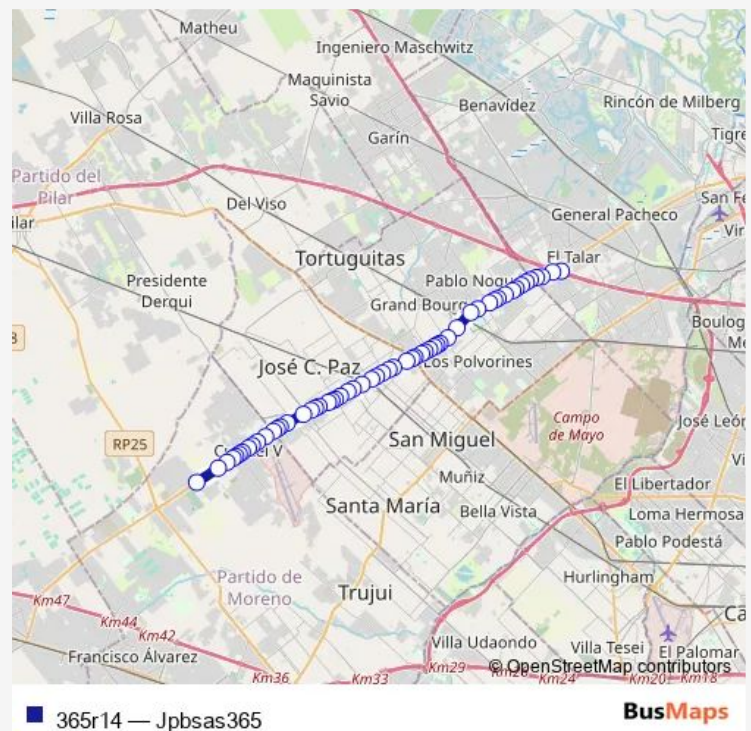 Matheu
Ingeniero Maschwitz
Maquinista
Savio
Benavídez
Rincón de Milberg
Villa Rosa
Garín
Tigre
Partido del
Pilar
Del Viso
General Pacheco
Tortuguitas
El Talar
Presidente
Derqui
Pablo Nogu
Grand Bourg
Boulog
José C. Paz
Los Polvorines
Campo
de Mayo
José León
RP25
San Miguel
El Libertador
Muñiz
Loma Hermosa
Santa María
Bella Vista
Pablo Podestá
Partido de
Moreno
Hurlingham
Trujui
Km47
Km44
Km42
Villa Udaondo
Villa Tesei
El Palomar
Francisco Álvarez
Km36
Km33
Km29
Km24
Km20
Km18
© OpenStreetMap contributors
365r14 — Jpbsas365
BusMaps